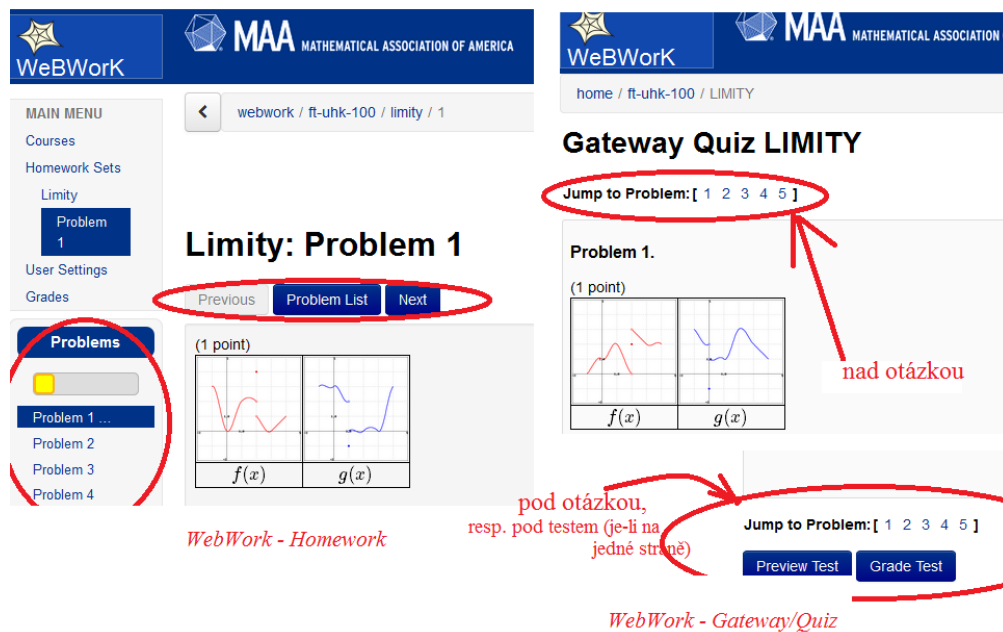 WeBWorK
MAA MATHEMATICAL ASSOCIATION OF AMERICA
MAIN MENU
Courses
Homework Sets
Limity
Problem
1
User Settings
Grades
Problems
Problem 1 ...
Problem 2
Problem 3
Problem 4
webwork / ft-uhk-100 / limity / 1
Limity: Problem 1
Previous
Problem List
Next
(1 point)
f(x)
g(x)
WebWork - Homework
WeBWorK
MAA MATHEMATICAL ASSOCIATION
home / ft-uhk-100 / LIMITY
Gateway Quiz LIMITY
Jump to Problem: [ 1 2 3 4 5 ]
Problem 1.
(1 point)
f(x)
g(x)
nad otázkou
pod otázkou,
resp. pod testem (je-li na
jedné straně)
Jump to Problem: [ 1 2 3 4 5 ]
Preview Test
Grade Test
WebWork - Gateway/Quiz